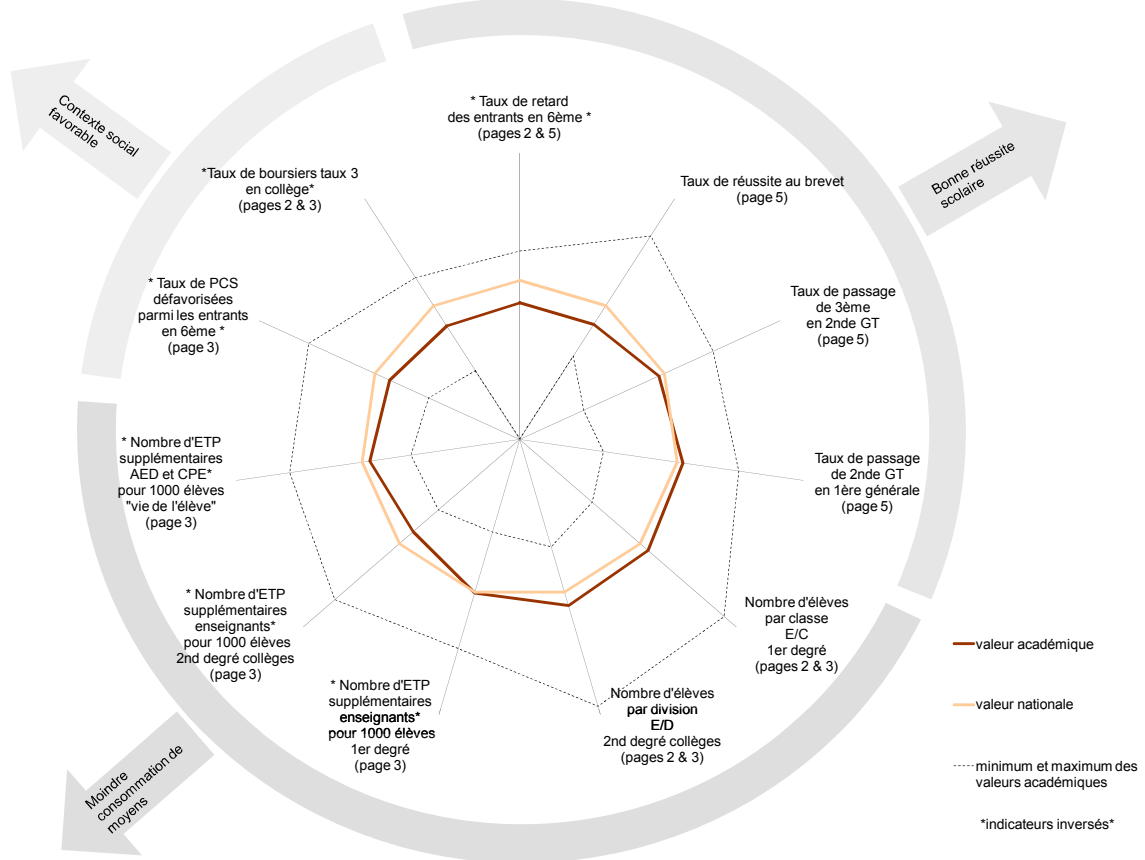 Contexte social
favorable
* Taux de retard
des entrants en 6ème *
(pages 2 & 5)
Bonne réussite
scolaire
*Taux de boursiers taux 3
en collège*
(pages 2 & 3)
Taux de réussite au brevet
(page 5)
* Taux de PCS
défavorisées
parmi les entrants
en 6ème *
(page 3)
Taux de passage
de 3ème
en 2nde GT
(page 5)
* Nombre d'ETP
supplémentaires
AED et CPE*
pour 1000 élèves
"vie de l'élève"
(page 3)
Taux de passage
de 2nde GT
en 1ère générale
(page 5)
* Nombre d'ETP
supplémentaires
enseignants*
pour 1000 élèves
2nd degré collèges
(page 3)
Nombre d'élèves
par classe
E/C
1er degré
(pages 2 & 3)
* Nombre d'ETP
supplémentaires
enseignants*
pour 1000 élèves
1er degré
(page 3)
Nombre d'élèves
par division
E/D
2nd degré collèges
(pages 2 & 3)
Moindre
consommation de
moyens
valeur académique
valeur nationale
minimum et maximum des
valeurs académiques
*indicateurs inversés*